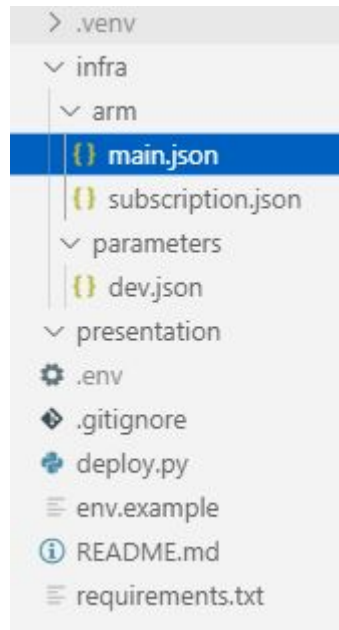 .venv
infra
arm
main.json
subscription.json
parameters
dev.json
presentation
.env
.gitignore
deploy.py
env.example
README.md
requirements.txt